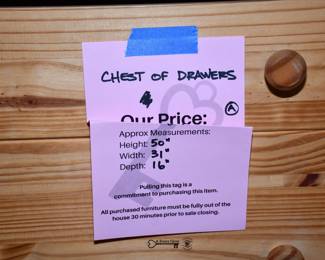 CHEST OF DRAWERS
A
Our Price:
Approx Measurements:
Height: 50"
Width: 31"
Depth: 16"
Pulling this tag is a
commitment to purchasing this item.
All purchased furniture must be fully out of the
house 30 minutes prior to sale closing.